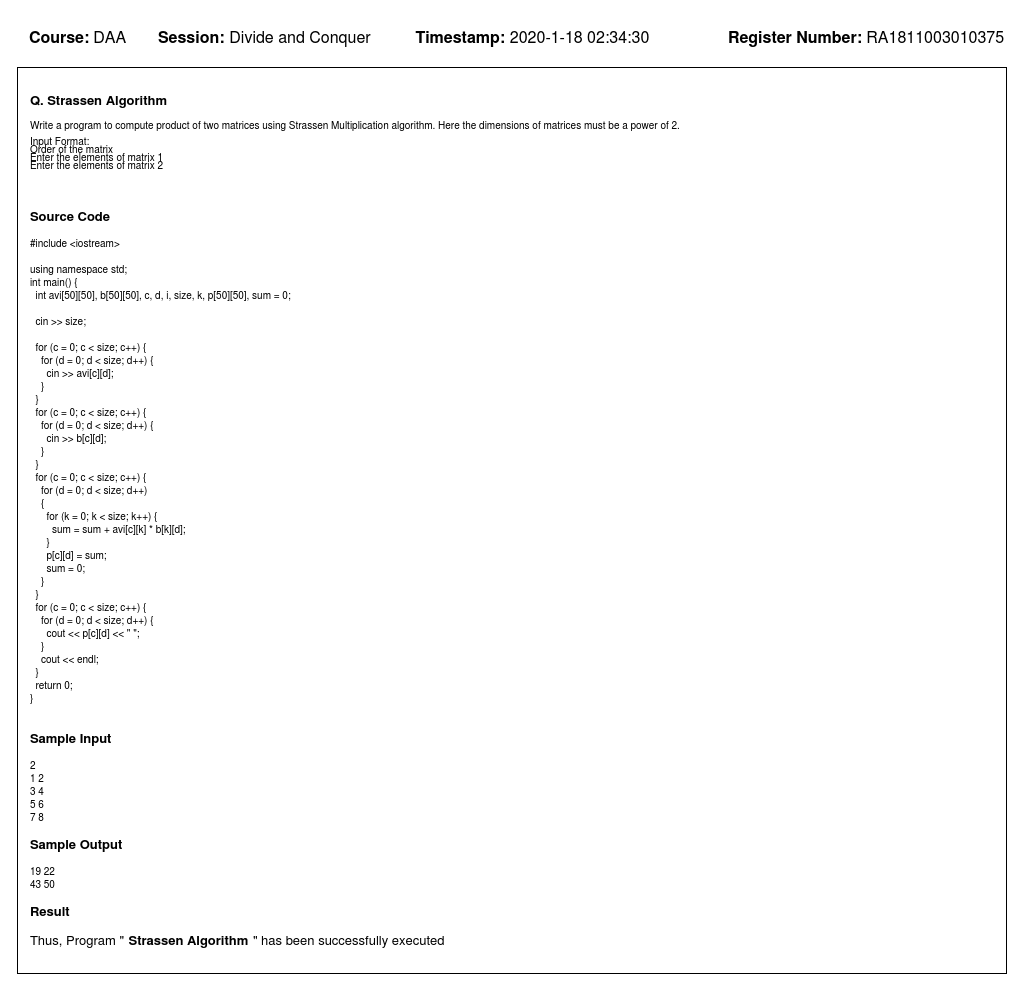 Course: DAA Session: Divide and Conquer Timestamp: 2020-1-18 02:34:30 Register Number: RA1811003010375
Q. Strassen Algorithm
Write a program to compute product of two matrices using Strassen Multiplication algorithm. Here the dimensions of matrices must be a power of 2.
Input Format:
Order of the matrix
Enter the elements of matrix 1
Enter the elements of matrix 2
Source Code
#include <iostream>
using namespace std;
int main() {
int avi[50][50], b[50][50], c, d, i, size, k, p[50][50], sum = 0;
cin >> size;
for (c = 0; c < size; c++) {
for (d = 0; d < size; d++) {
cin >> avi[c][d];
}
}
for (c = 0; c < size; c++) {
for (d = 0; d < size; d++) {
cin >> b[c][d];
}
}
for (c = 0; c < size; c++) {
for (d = 0; d < size; d++)
{
for (k = 0; k < size; k++) {
sum = sum + avi[c][k] * b[k][d];
}
p[c][d] = sum;
sum = 0;
}
}
for (c = 0; c < size; c++) {
for (d = 0; d < size; d++) {
cout << p[c][d] << " ";
}
cout << endl;
}
return 0;
}
Sample Input
2
1 2
3 4
5 6
7 8
Sample Output
19 22
43 50
Result
Thus, Program " Strassen Algorithm " has been successfully executed